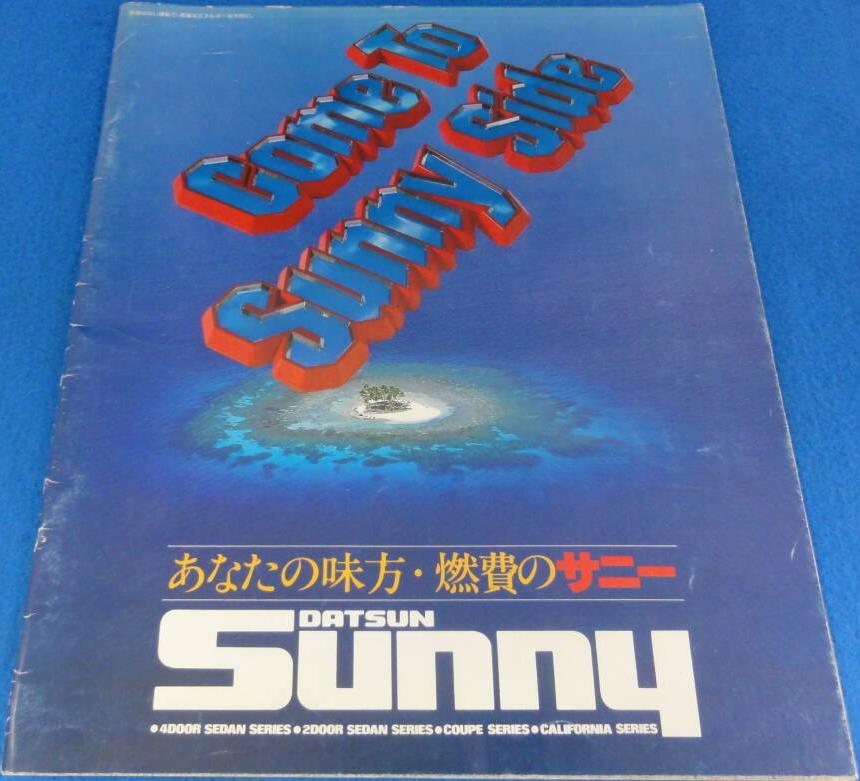 Come to
Sunny Side
あなたの味方・燃費のサニー
DATSUN
Sunny
●4DOOR SEDAN SERIES●2DOOR SEDAN SERIES●COUPE SERIES●CALIFORNIA SERIES